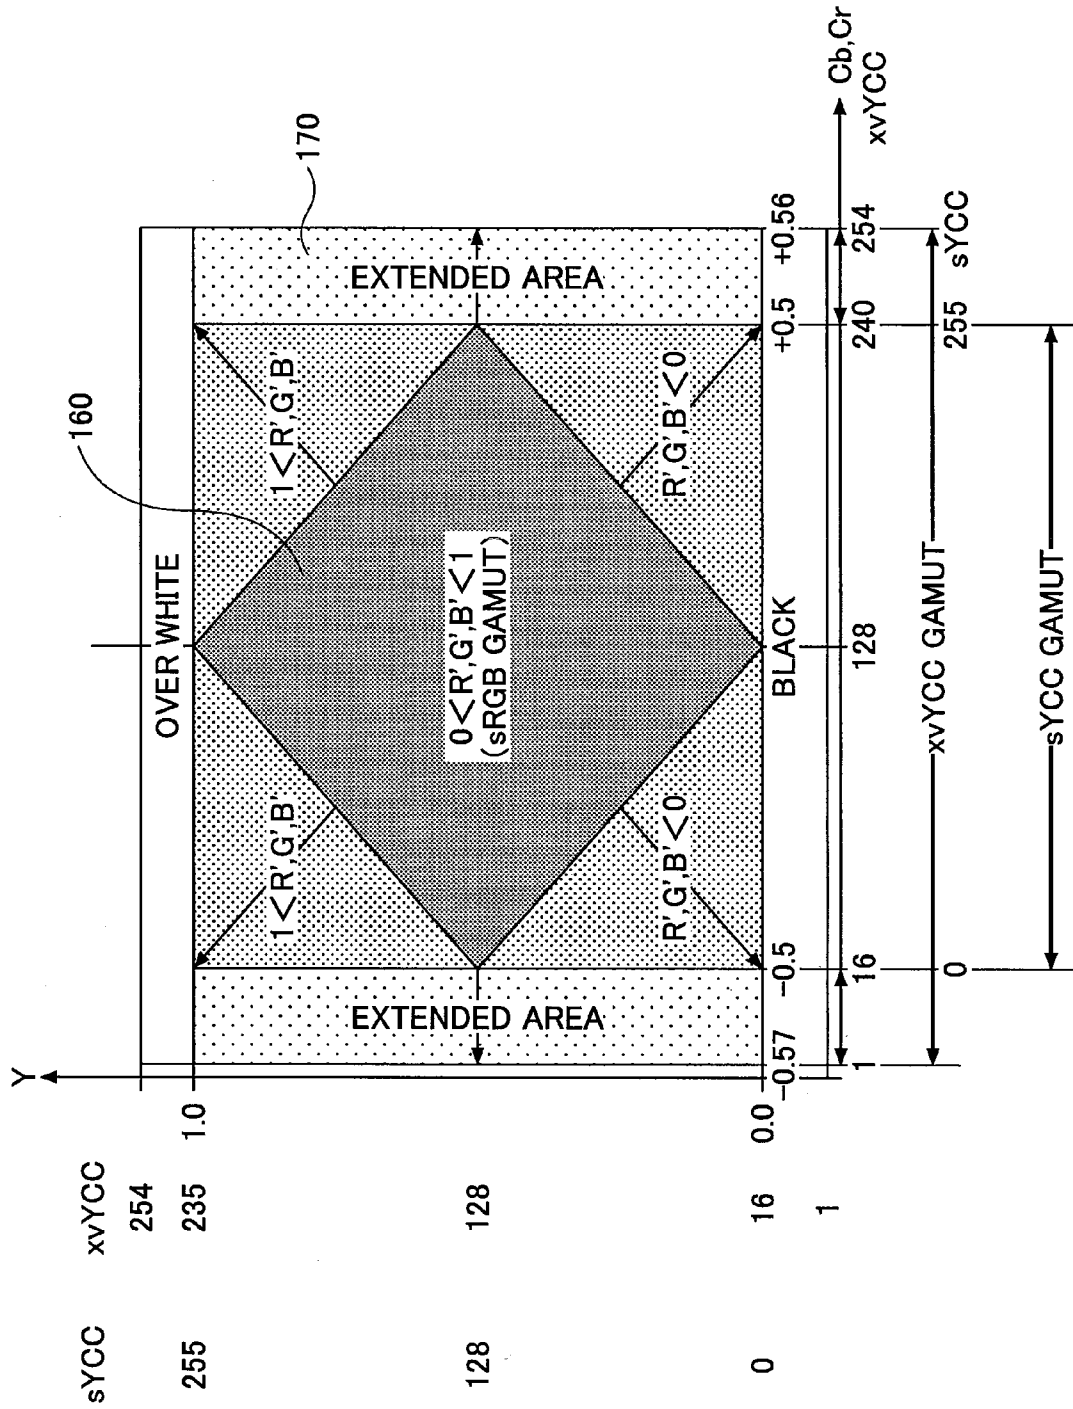 sYCC xvYCC Y
254
255 235 1.0
128 128
0 16 0.0
1
OVER WHITE
160
170
1<R',G',B'
1<R',G',B'
EXTENDED AREA
0<R',G',B'<1
(sRGB GAMUT)
EXTENDED AREA
R',G',B'<0
R',G',B'<0
BLACK
−0.57 −0.5 +0.5 +0.56
Cb,Cr
1 16 128 240 254 xvYCC
0 255 sYCC
xvYCC GAMUT
sYCC GAMUT